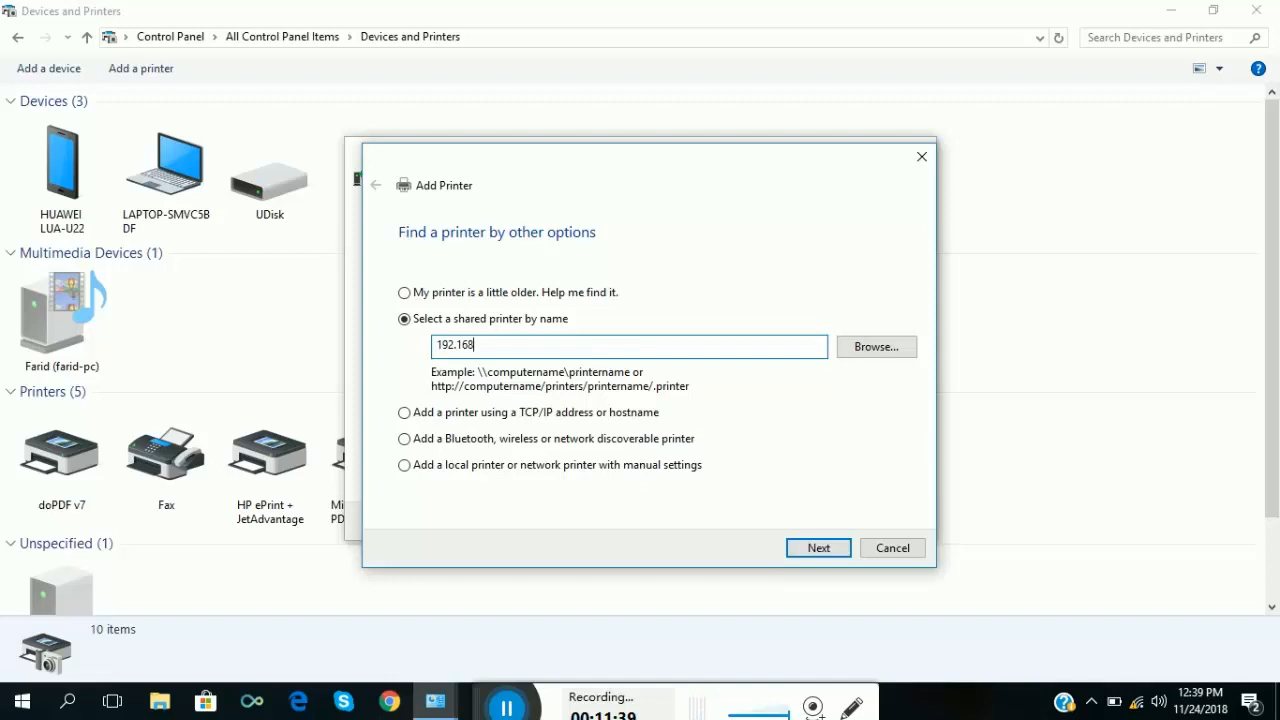 Devices and Printers
Control Panel > All Control Panel Items > Devices and Printers
Search Devices and Printers
Add a device
Add a printer
Devices (3)
HUAWEI
LUA-U22
LAPTOP-SMVC5B
DF
UDisk
Multimedia Devices (1)
Farid (farid-pc)
Printers (5)
doPDF v7
Fax
HP ePrint +
JetAdvantage
Mi
PD
Unspecified (1)
10 items
Add Printer
Find a printer by other options
My printer is a little older. Help me find it.
Select a shared printer by name
192.168
Browse...
Example: \\computername\printername or
http://computername/printers/printername/.printer
Add a printer using a TCP/IP address or hostname
Add a Bluetooth, wireless or network discoverable printer
Add a local printer or network printer with manual settings
Next
Cancel
Recording...
00:11:39
12:39 PM
11/24/2018
2